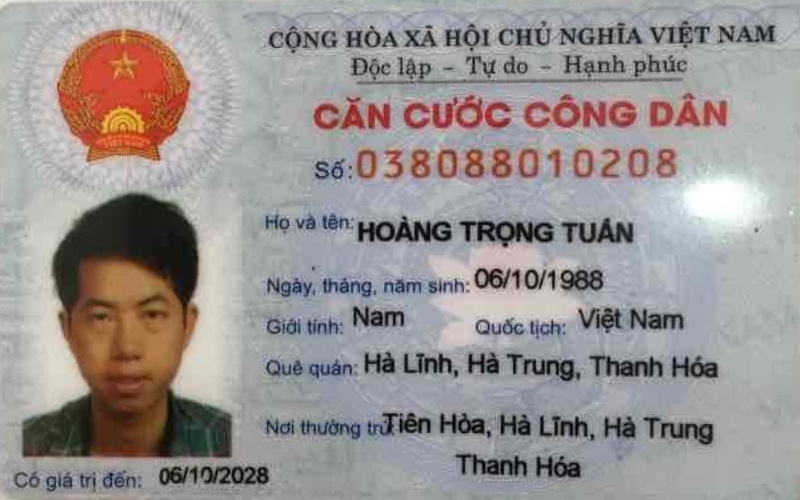 CỘNG HÒA XÃ HỘI CHỦ NGHĨA VIỆT NAM
Độc lập - Tự do - Hạnh phúc
CĂN CƯỚC CÔNG DÂN
Số: 038088010208
Họ và tên: HOÀNG TRỌNG TUẤN
Ngày, tháng, năm sinh: 06/10/1988
Giới tính: Nam Quốc tịch: Việt Nam
Quê quán: Hà Lĩnh, Hà Trung, Thanh Hóa
Nơi thường trú: Tiên Hòa, Hà Lĩnh, Hà Trung
Thanh Hóa
Có giá trị đến: 06/10/2028